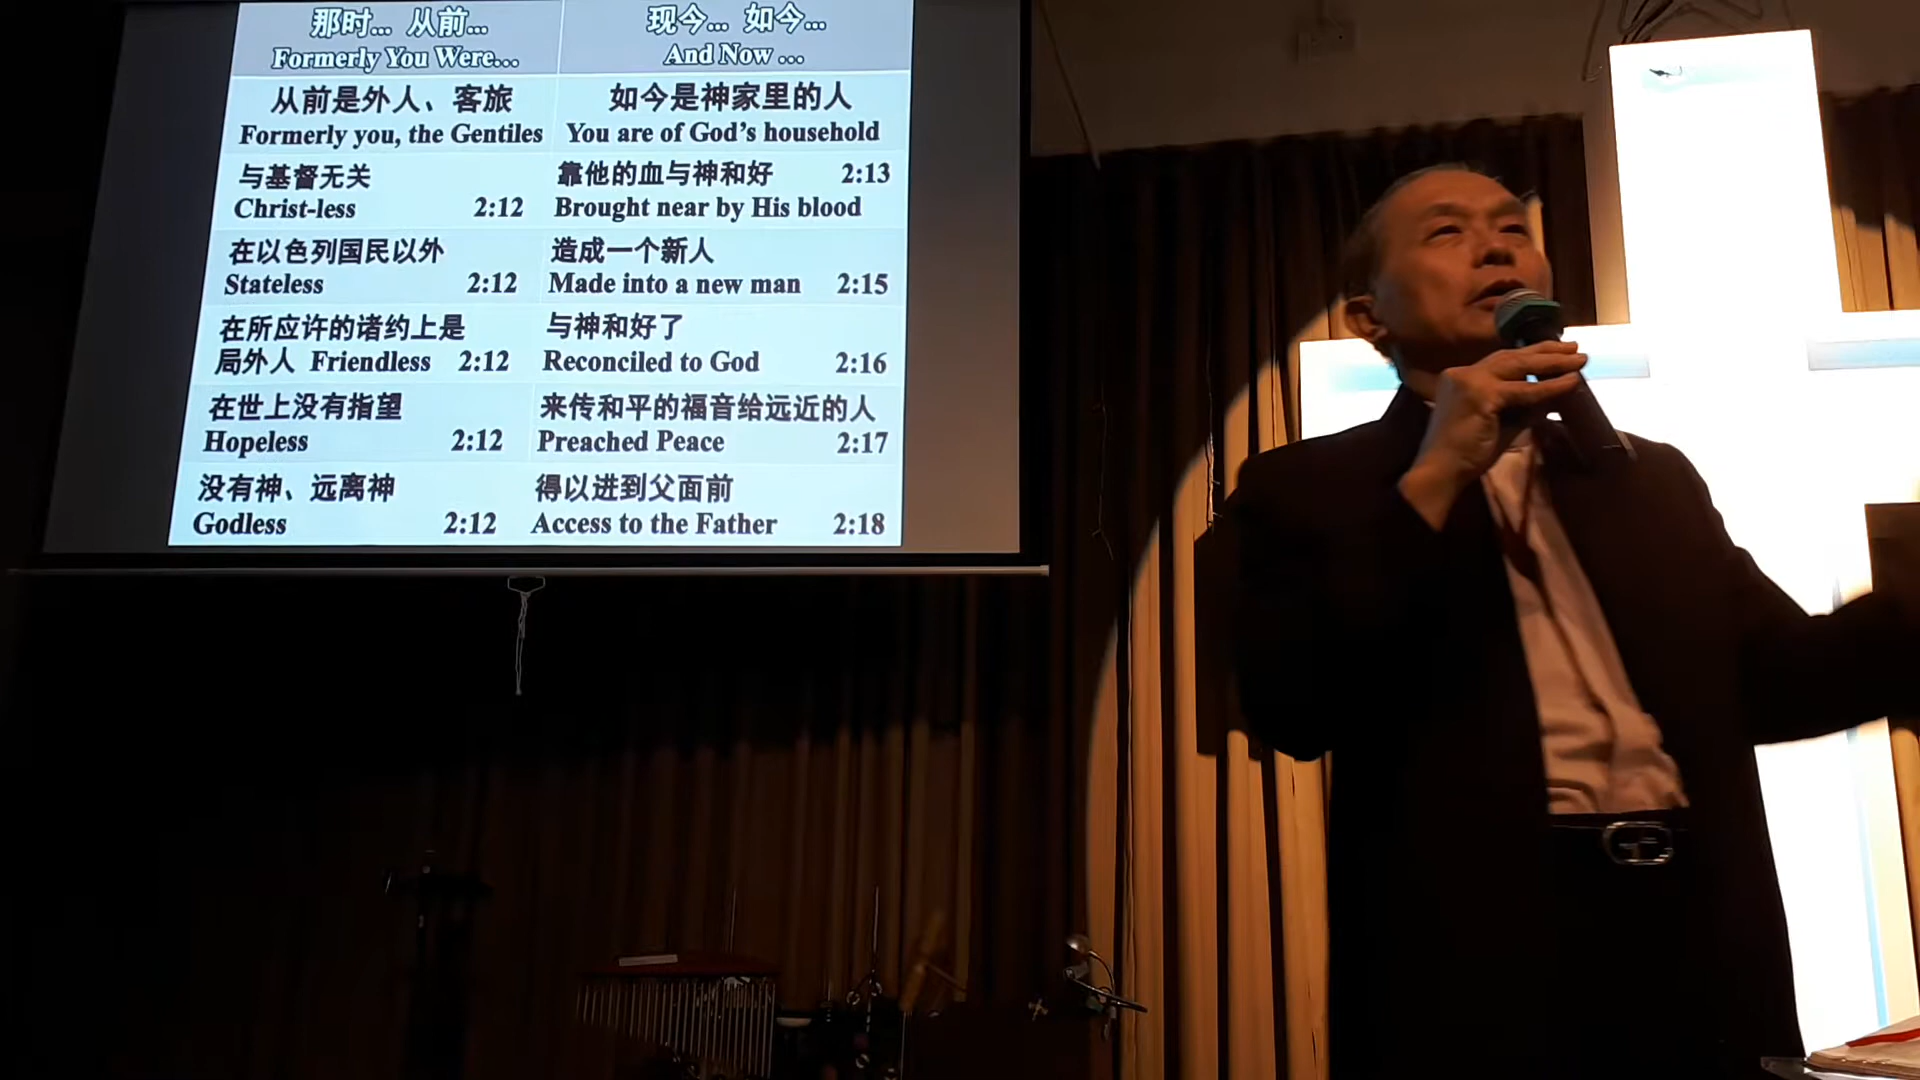 那时... 从前...
Formerly You Were...
现今... 如今...
And Now ...
从前是外人、客旅
Formerly you, the Gentiles
如今是神家里的人
You are of God's household
与基督无关
Christ-less 2:12
靠他的血与神和好 2:13
Brought near by His blood
在以色列国民以外
Stateless 2:12
造成一个新人
Made into a new man 2:15
在所应许的诸约上是
局外人 Friendless 2:12
与神和好了
Reconciled to God 2:16
在世上没有指望
Hopeless 2:12
来传和平的福音给远近的人
Preached Peace 2:17
没有神、远离神
Godless 2:12
得以进到父面前
Access to the Father 2:18